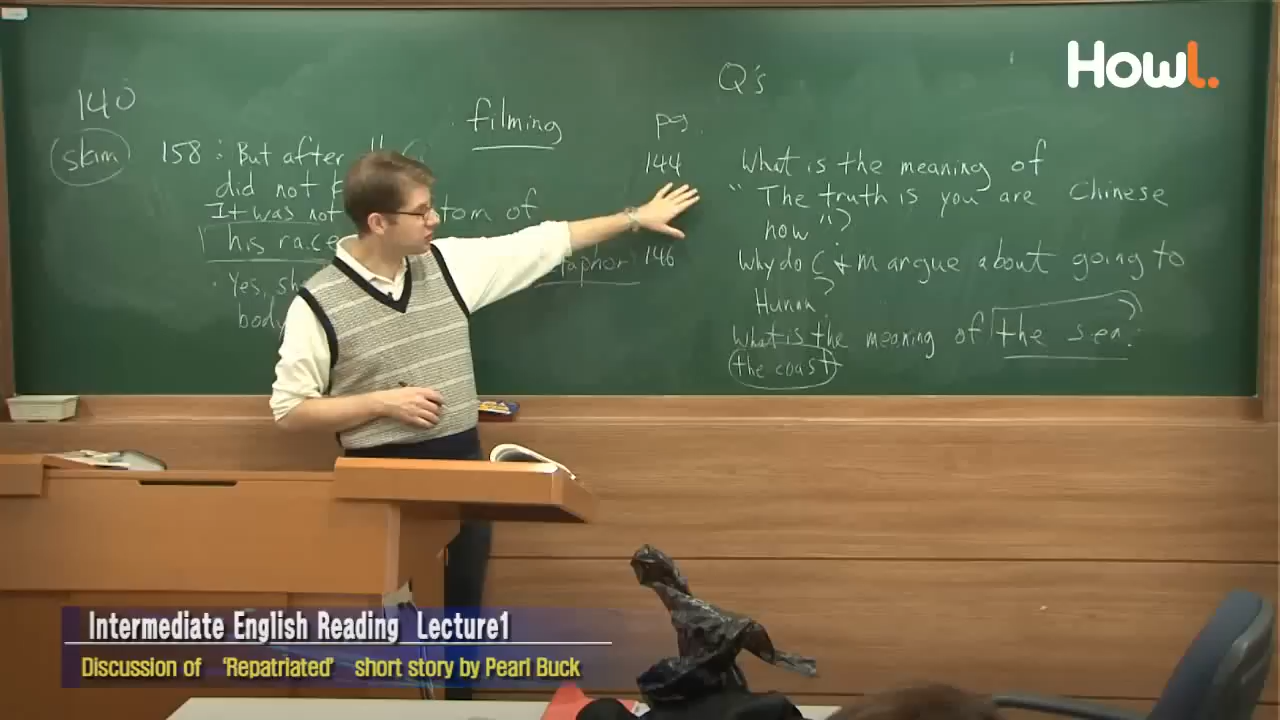 Howl.
140
skim
158 : But after
did not
It was not
his race
Yes,
body
filming
tom of
taphor
Q's
pg.
144 What is the meaning of
"The truth is you are Chinese
now"?
146 Why do C + M argue about going to
Hunan?
What is the meaning of the sea?
the coast
Intermediate English Reading Lecture1
Discussion of 'Repatriated' short story by Pearl Buck